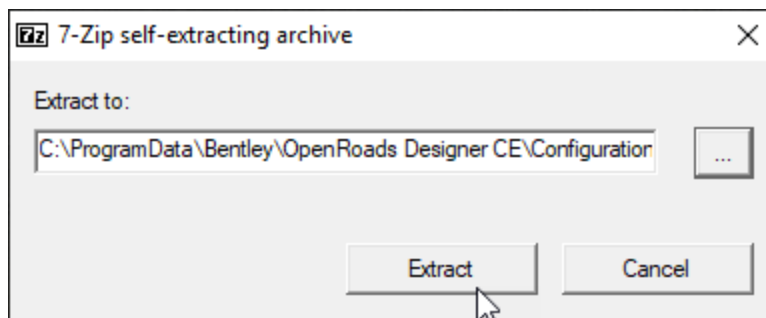 7z 7-Zip self-extracting archive
Extract to:
C:\ProgramData\Bentley\OpenRoads Designer CE\Configuration
...
Extract Cancel